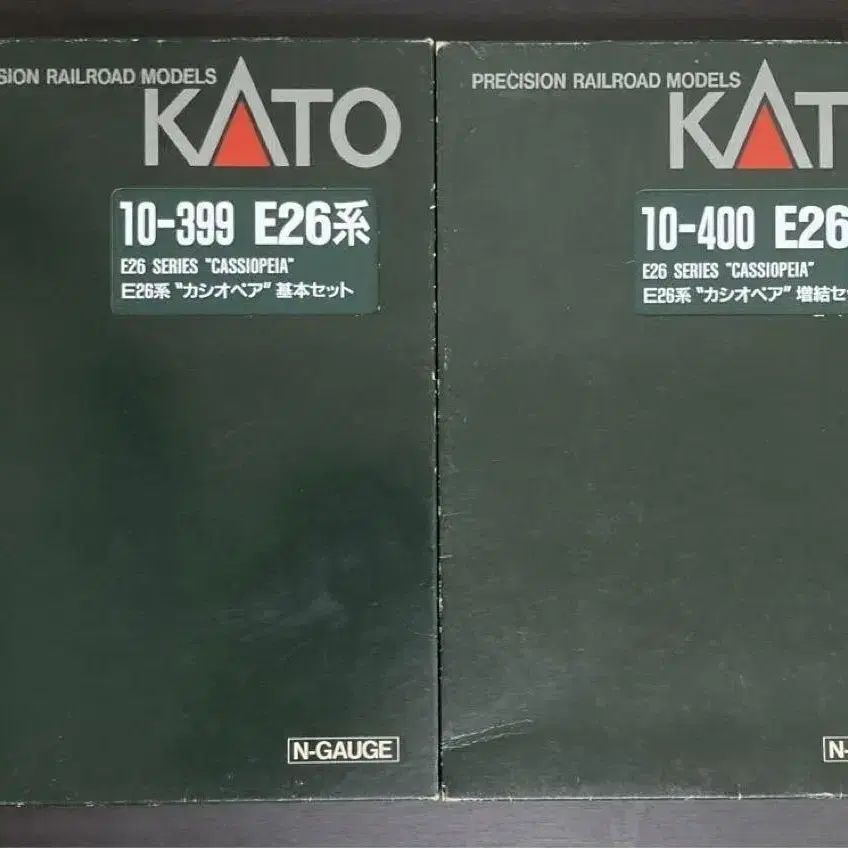 SION RAILROAD MODELS
KATO
10-399 E26系
E26 SERIES "CASSIOPEIA"
E26系 "カシオペア" 基本セット
N-GAUGE
PRECISION RAILROAD MODELS
KAT
10-400 E26
E26 SERIES "CASSIOPEIA"
E26系 "カシオペア" 増結セ
N-